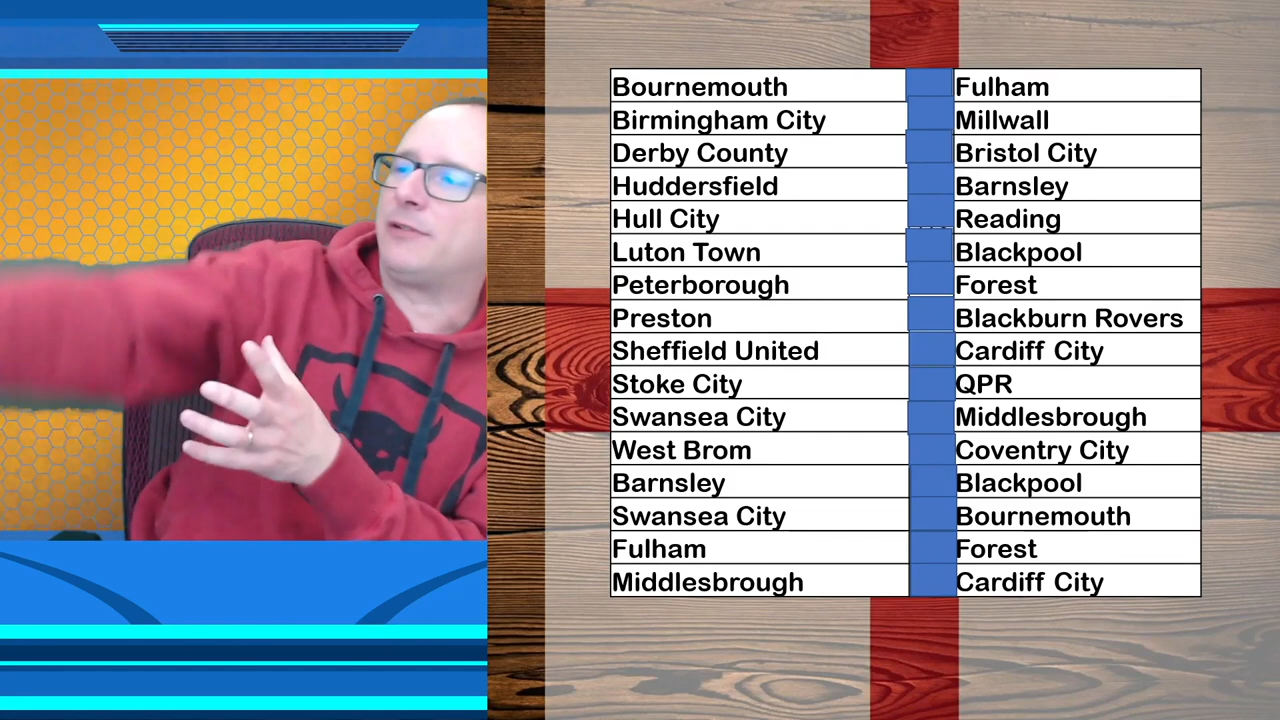 Bournemouth Fulham
Birmingham City Millwall
Derby County Bristol City
Huddersfield Barnsley
Hull City Reading
Luton Town Blackpool
Peterborough Forest
Preston Blackburn Rovers
Sheffield United Cardiff City
Stoke City QPR
Swansea City Middlesbrough
West Brom Coventry City
Barnsley Blackpool
Swansea City Bournemouth
Fulham Forest
Middlesbrough Cardiff City